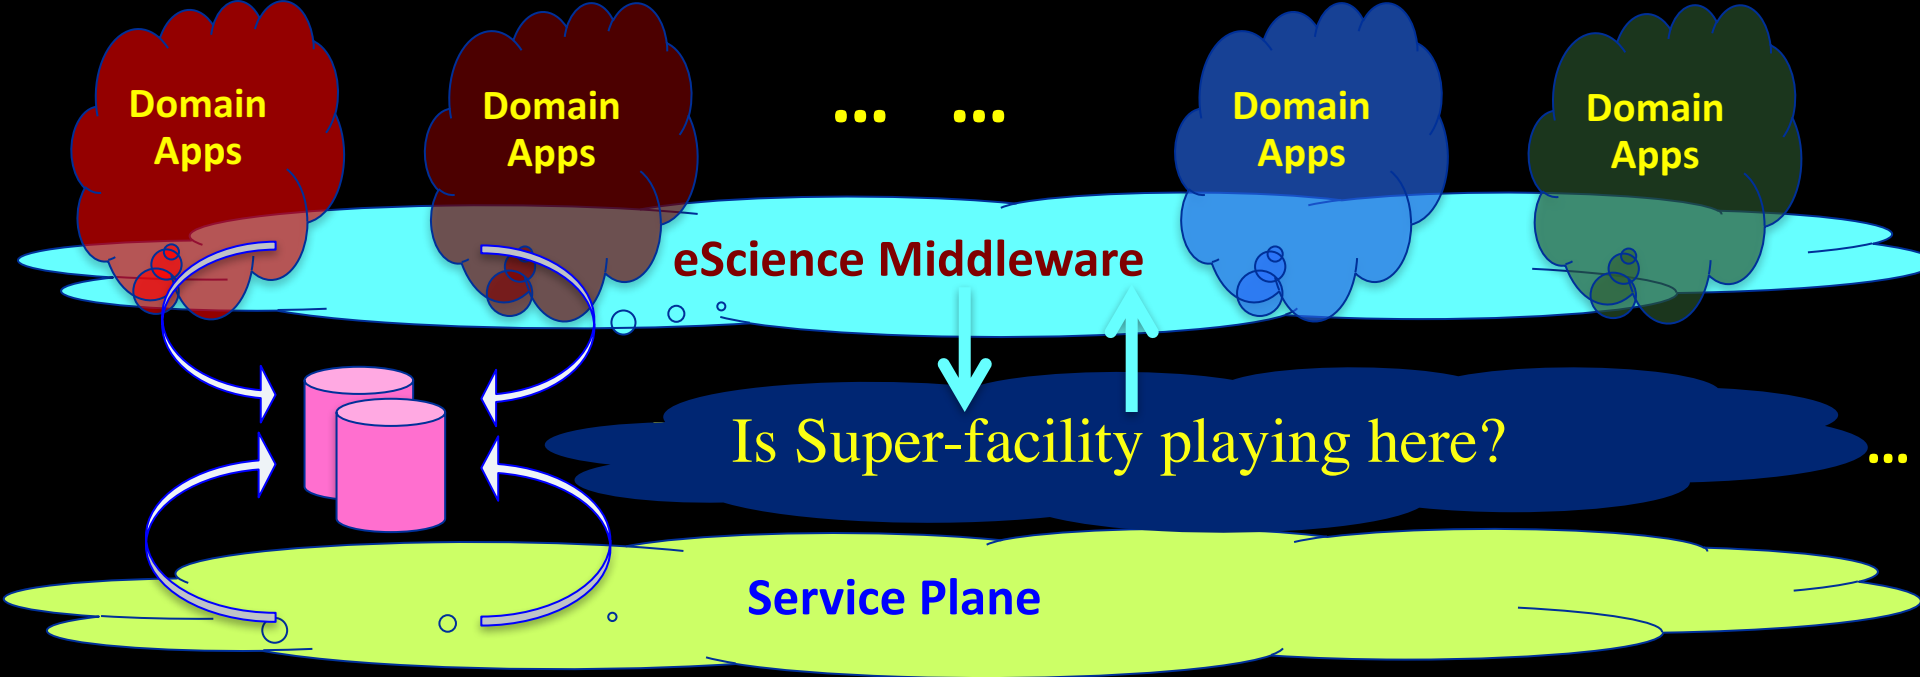 Domain
Apps
Domain
Apps
... ...
Domain
Apps
Domain
Apps
eScience Middleware
Is Super-facility playing here?
...
Service Plane